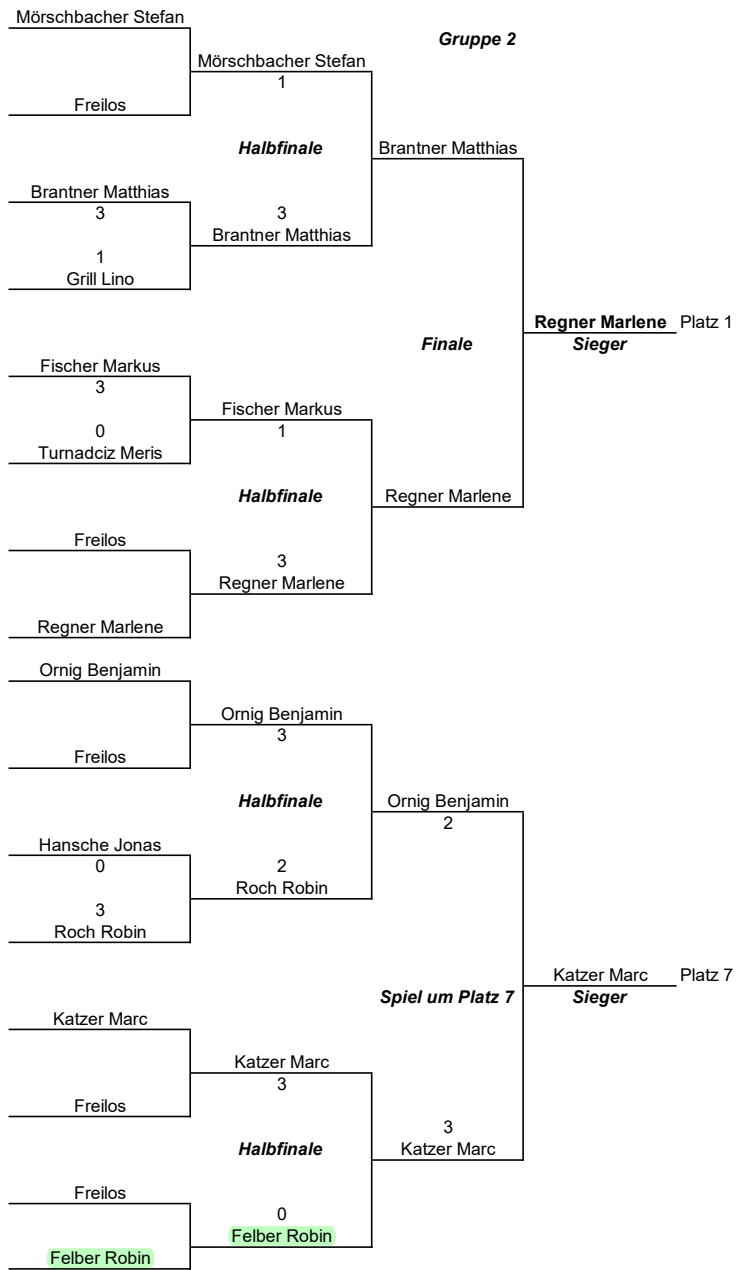 Mörschbacher Stefan
Gruppe 2
Mörschbacher Stefan
1
Freilos
Halbfinale
Brantner Matthias
Brantner Matthias
3
3
Brantner Matthias
1
Grill Lino
Regner Marlene Platz 1
Finale
Sieger
Fischer Markus
3
Fischer Markus
0
1
Turnadciz Meris
Halbfinale
Regner Marlene
Freilos
3
Regner Marlene
Regner Marlene
Ornig Benjamin
Ornig Benjamin
3
Freilos
Halbfinale
Ornig Benjamin
2
Hansche Jonas
0
2
Roch Robin
3
Roch Robin
Katzer Marc Platz 7
Spiel um Platz 7
Sieger
Katzer Marc
Katzer Marc
3
Freilos
3
Halbfinale
Katzer Marc
Freilos
0
Felber Robin
Felber Robin